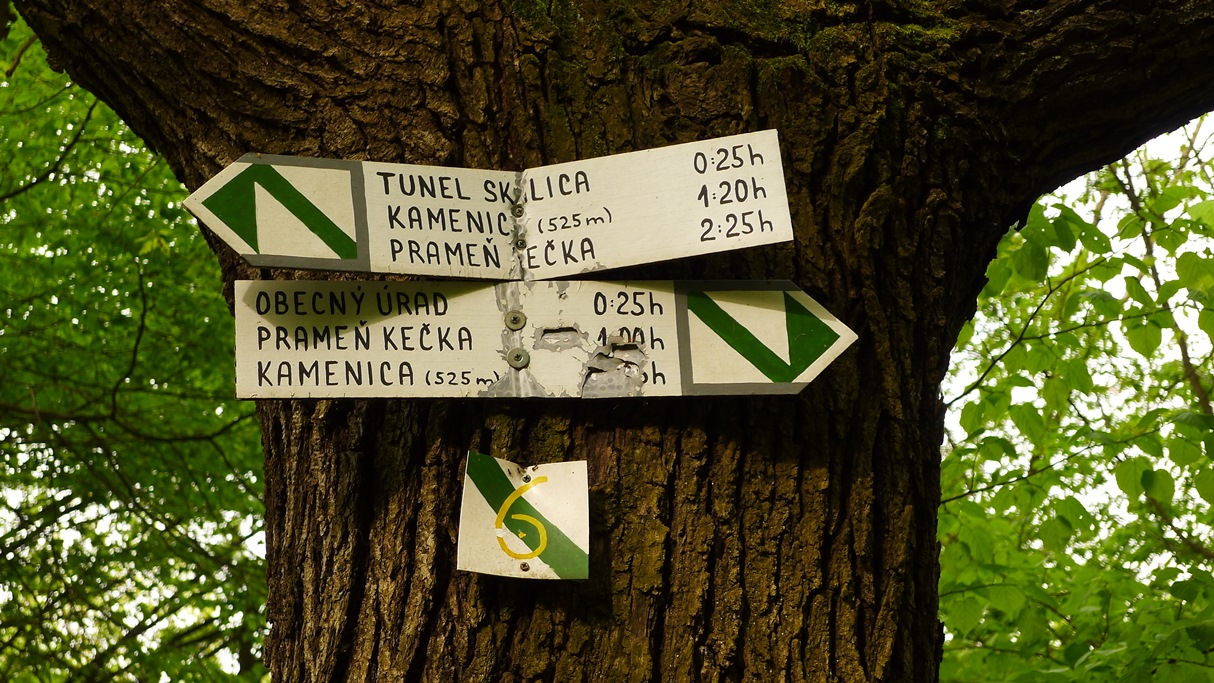 TUNEL SKALICA 0:25h
KAMENICA (525m) 1:20h
PRAMEŇ KEČKA 2:25h
OBECNÝ ÚRAD 0:25h
PRAMEŇ KEČKA
KAMENICA (525m)
6